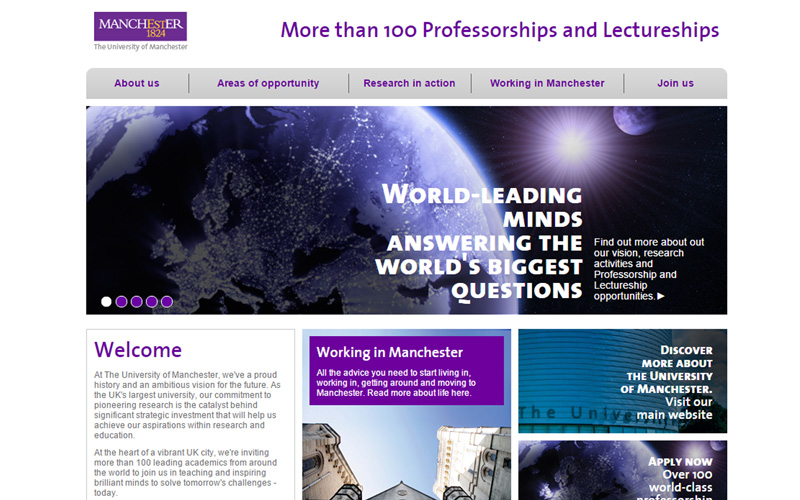 MANCHESTER
1824
The University of Manchester
More than 100 Professorships and Lectureships
About us
Areas of opportunity
Research in action
Working in Manchester
Join us
WORLD-LEADING
MINDS
ANSWERING THE
WORLD'S BIGGEST
QUESTIONS
Find out more about out
our vision, research
activities and
Professorship and
Lectureship
opportunities.
Welcome
At The University of Manchester, we've a proud
history and an ambitious vision for the future. As
the UK's largest university, our commitment to
pioneering research is the catalyst behind
significant strategic investment that will help us
achieve our aspirations within research and
education.
At the heart of a vibrant UK city, we're inviting
more than 100 leading academics from around
the world to join us in teaching and inspiring
brilliant minds to solve tomorrow's challenges -
today.
Working in Manchester
All the advice you need to start living in,
working in, getting around and moving to
Manchester. Read more about life here.
The Univer
DISCOVER
MORE ABOUT
THE UNIVERSITY
OF MANCHESTER.
Visit our
main website
APPLY NOW
Over 100
world-class
professorship